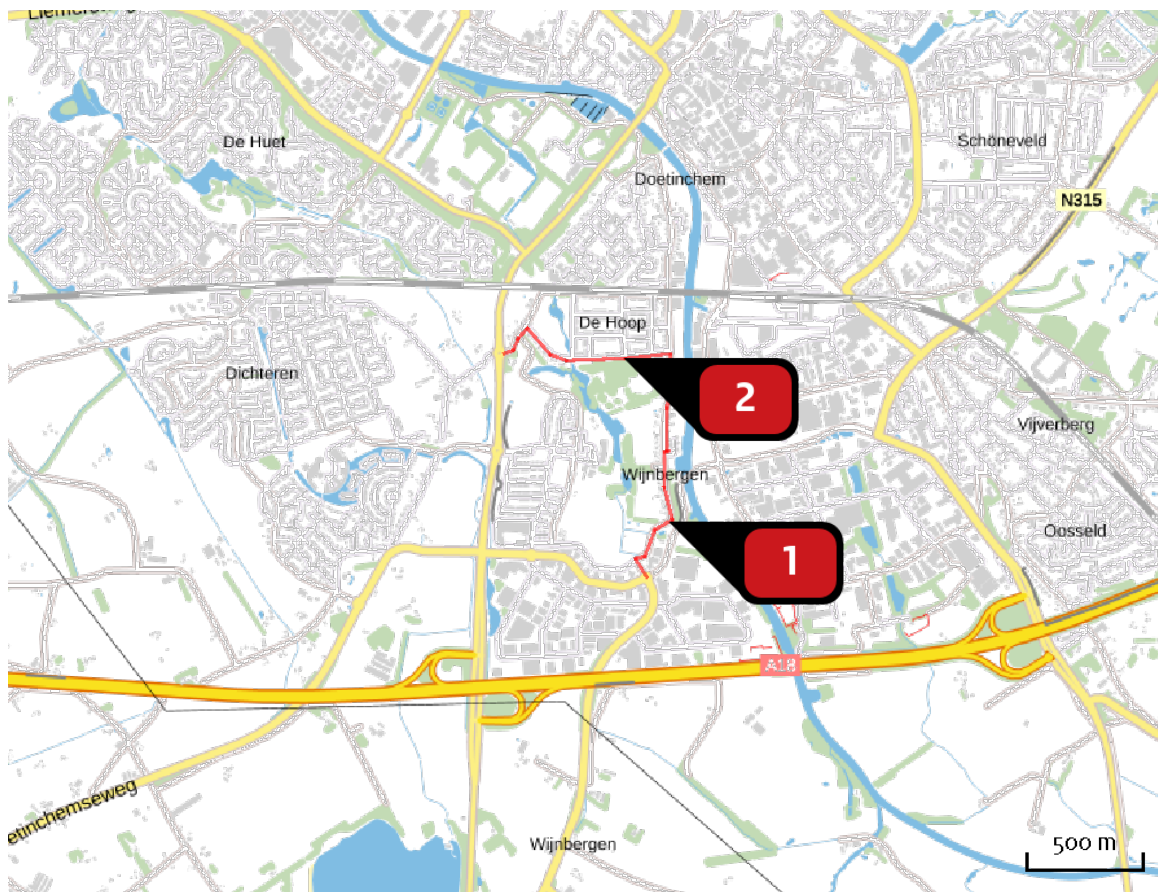 De Huet
Schöneveld
Doetinchem
N315
De Hoop
Dichteren
2
Vijverberg
Wijnbergen
Oosseld
1
A18
etinchemseweg
Wijnbergen
500 m